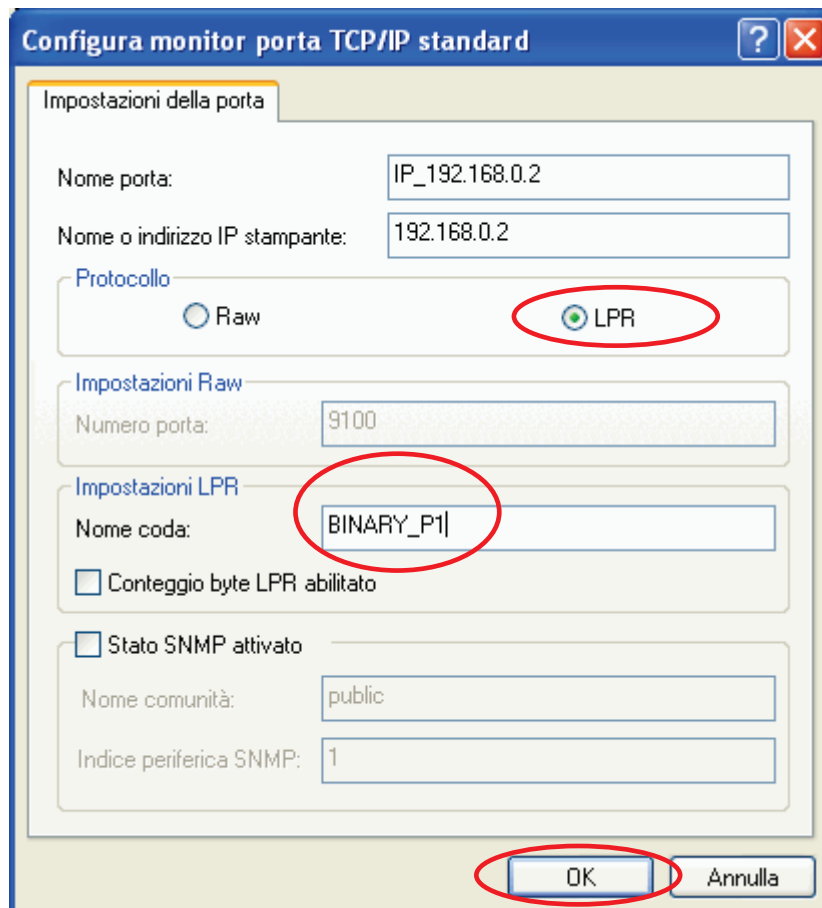 Configura monitor porta TCP/IP standard
Impostazioni della porta
Nome porta: IP_192.168.0.2
Nome o indirizzo IP stampante: 192.168.0.2
Protocollo
Raw LPR
Impostazioni Raw
Numero porta: 9100
Impostazioni LPR
Nome coda: BINARY_P1
Conteggio byte LPR abilitato
Stato SNMP attivato
Nome comunità: public
Indice periferica SNMP: 1
OK Annulla